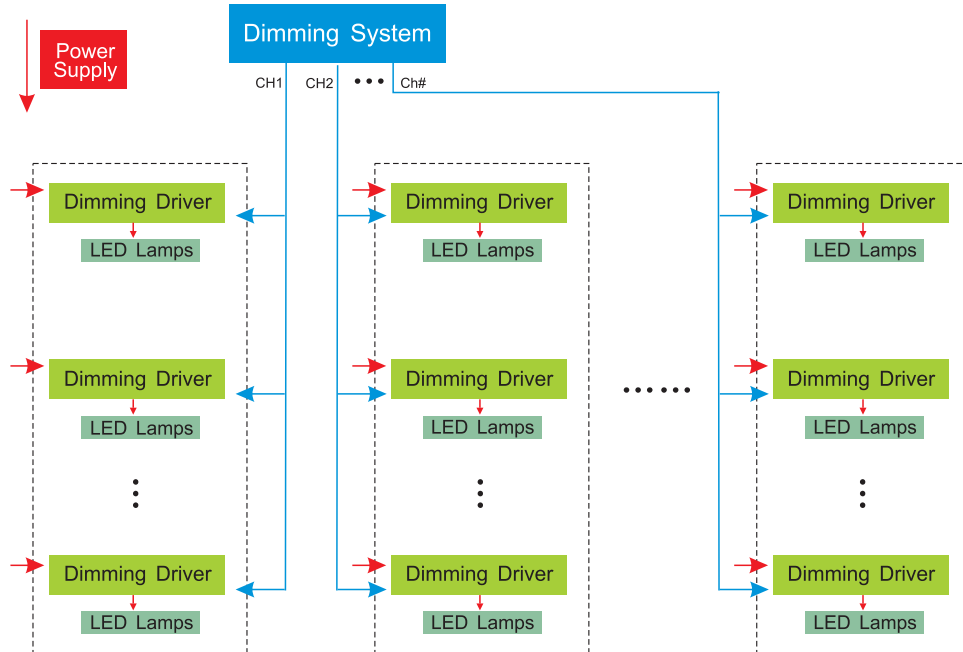 Dimming System
Power
Supply
CH1 CH2 ••• Ch#
Dimming Driver Dimming Driver Dimming Driver
LED Lamps LED Lamps LED Lamps
Dimming Driver Dimming Driver Dimming Driver
LED Lamps LED Lamps LED Lamps
Dimming Driver Dimming Driver Dimming Driver
LED Lamps LED Lamps LED Lamps